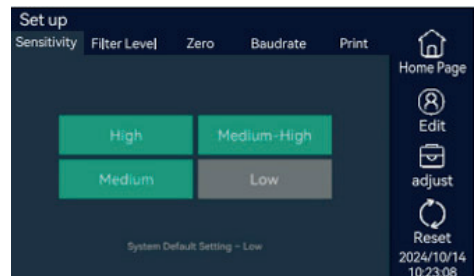 Set up
Sensitivity Filter Level Zero Baudrate Print
Home Page
Edit
High Medium-High
Medium Low
adjust
System Default Setting - Low
Reset
2024/10/14
10:23:08